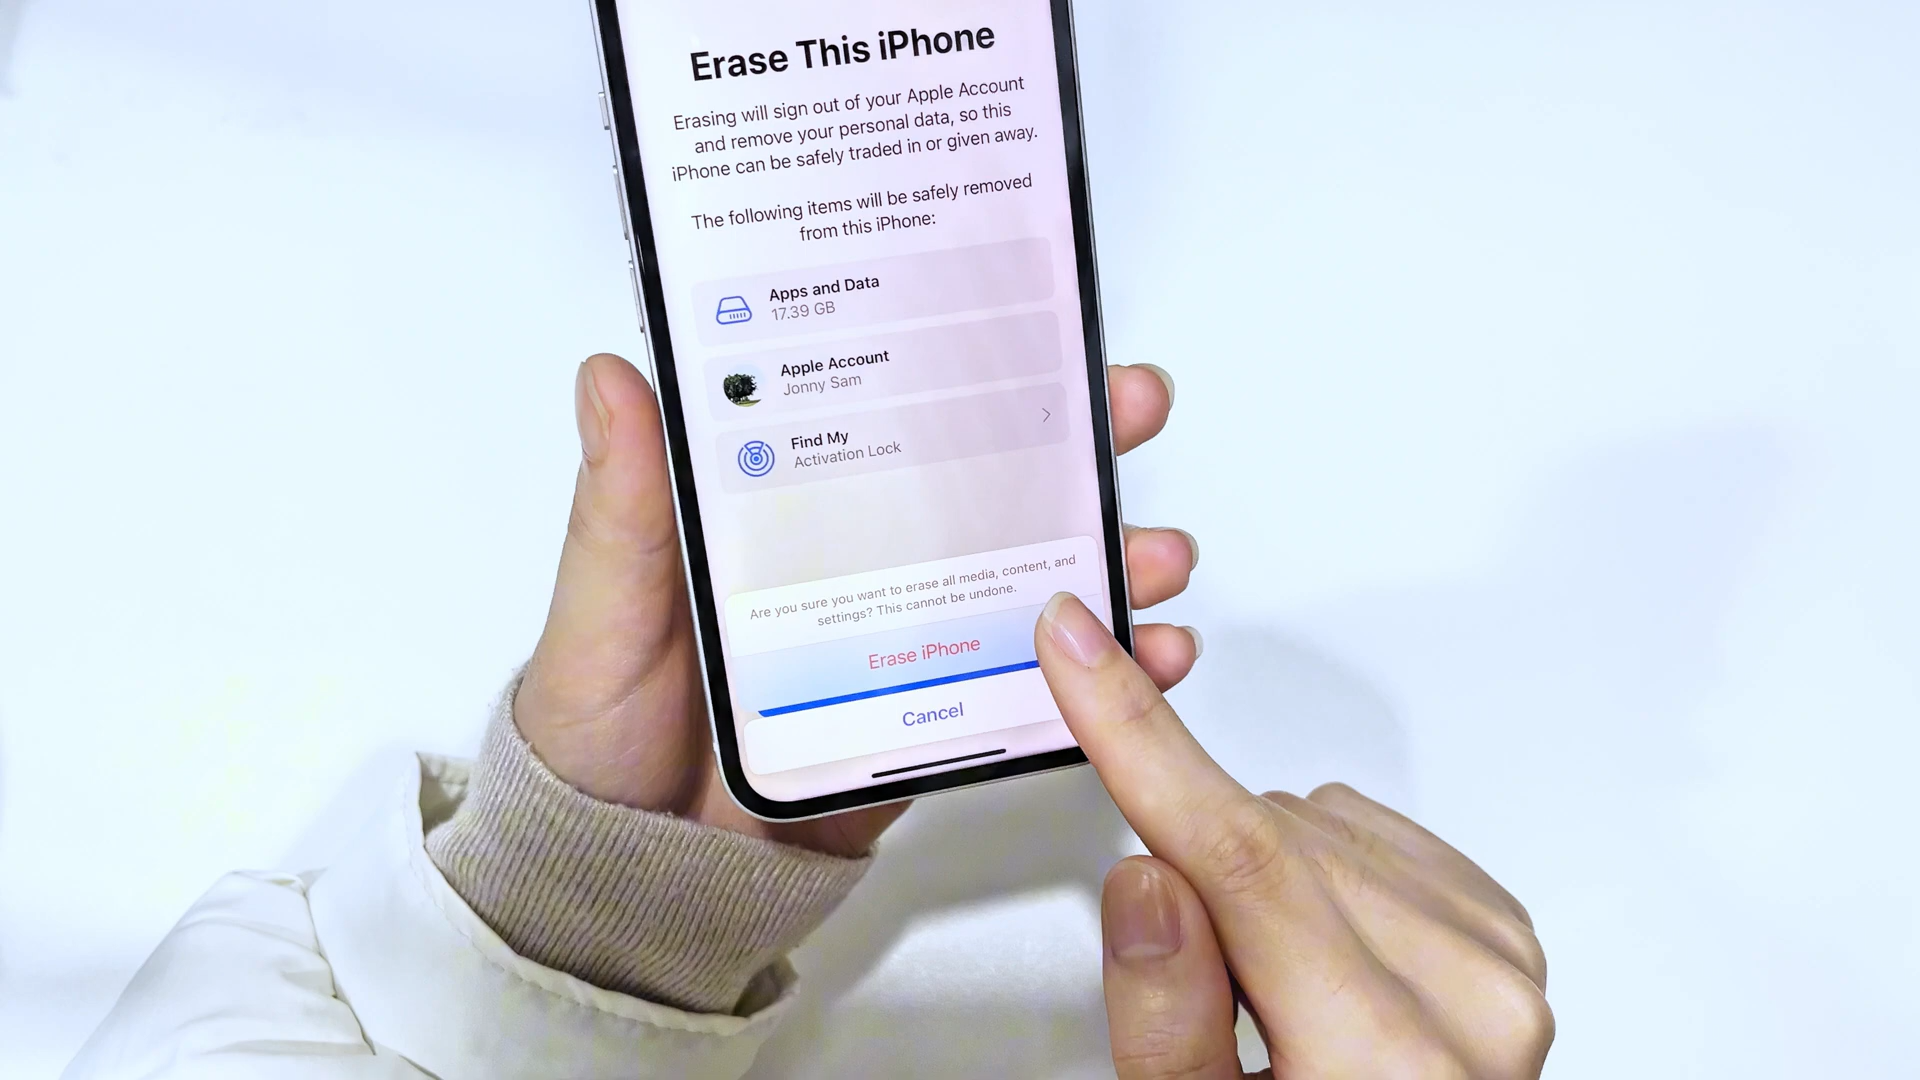 Erase This iPhone
Erasing will sign out of your Apple Account
and remove your personal data, so this
iPhone can be safely traded in or given away.
The following items will be safely removed
from this iPhone:
Apps and Data
17.39 GB
Apple Account
Jonny Sam
Find My
Activation Lock
Are you sure you want to erase all media, content, and
settings? This cannot be undone.
Erase iPhone
Cancel